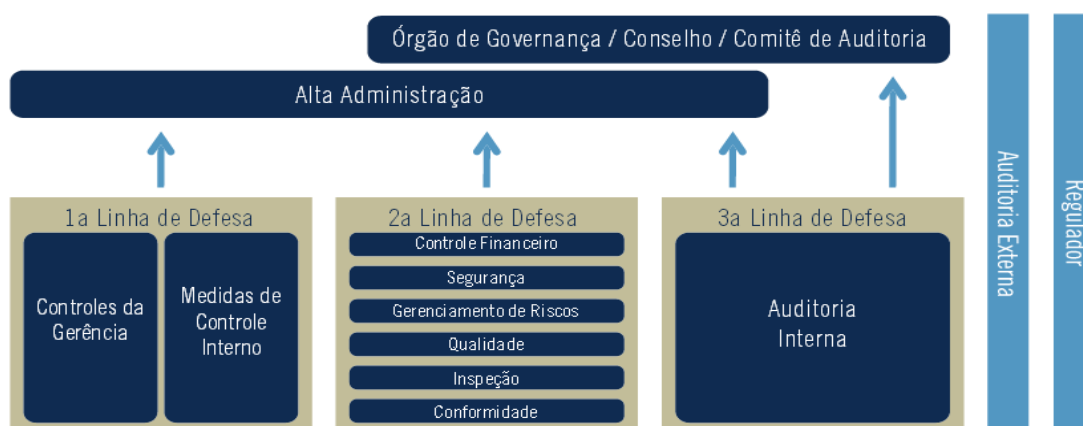 Órgão de Governança / Conselho / Comitê de Auditoria
Alta Administração
1a Linha de Defesa
Controles da
Gerência
Medidas de
Controle
Interno
2a Linha de Defesa
Controle Financeiro
Segurança
Gerenciamento de Riscos
Qualidade
Inspeção
Conformidade
3a Linha de Defesa
Auditoria
Interna
Auditoria Externa
Regulador